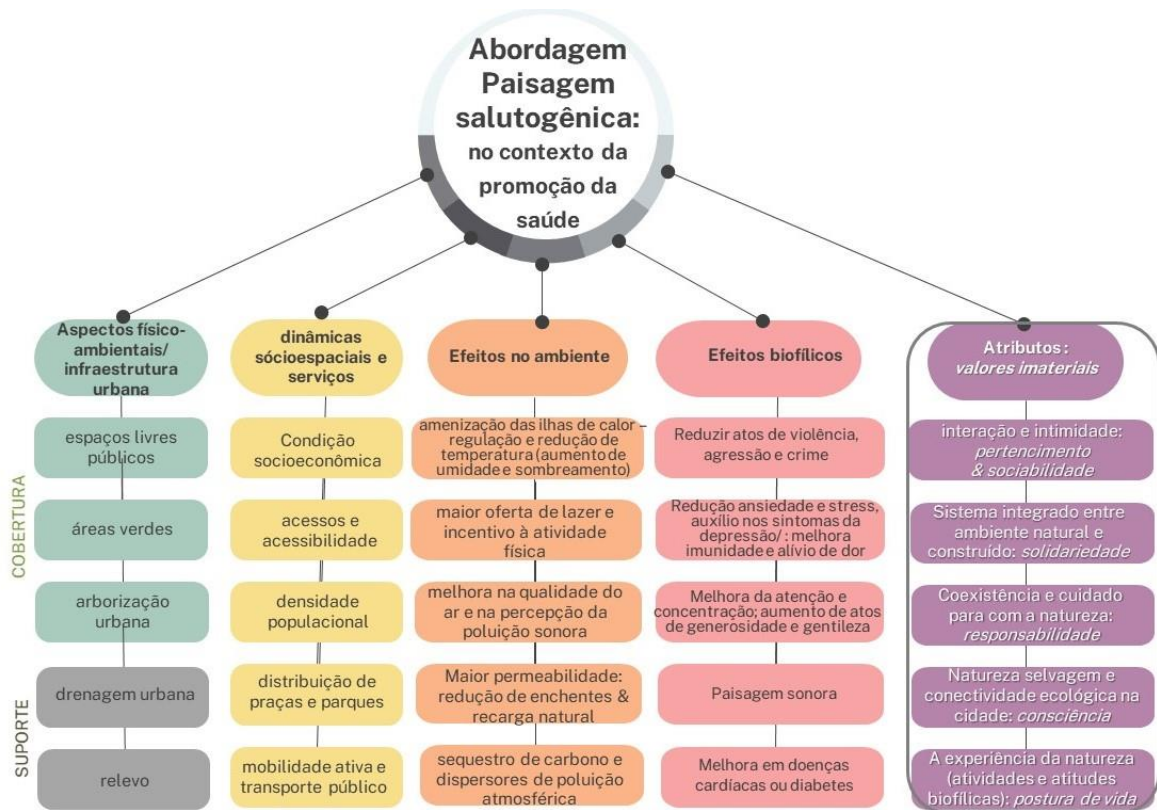 Abordagem
Paisagem
salutogênica:
no contexto da
promoção da
saúde
Aspectos físico-
ambientais/
infraestrutura
urbana
espaços livres
públicos
áreas verdes
arborização
urbana
drenagem urbana
relevo
COBERTURA
SUPORTE
dinâmicas
sócioespaciais e
serviços
Condição
socioeconômica
acessos e
acessibilidade
densidade
populacional
distribuição de
praças e parques
mobilidade ativa e
transporte público
Efeitos no ambiente
amenização das ilhas de calor –
regulação e redução de
temperatura (aumento de
umidade e sombreamento)
maior oferta de lazer e
incentivo à atividade
física
melhora na qualidade do
ar e na percepção da
poluição sonora
Maior permeabilidade:
redução de enchentes &
recarga natural
sequestro de carbono e
dispersores de poluição
atmosférica
Efeitos biofílicos
Reduzir atos de violência,
agressão e crime
Redução ansiedade e stress,
auxílio nos sintomas da
depressão/ : melhora
imunidade e alívio de dor
Melhora da atenção e
concentração; aumento de atos
de generosidade e gentileza
Paisagem sonora
Melhora em doenças
cardíacas ou diabetes
Atributos :
valores imateriais
interação e intimidade:
pertencimento
& sociabilidade
Sistema integrado entre
ambiente natural e
construído: solidariedade
Coexistência e cuidado
para com a natureza:
responsabilidade
Natureza selvagem e
conectividade ecológica na
cidade: consciência
A experiência da natureza
(atividades e atitudes
biofílicas): postura de vida